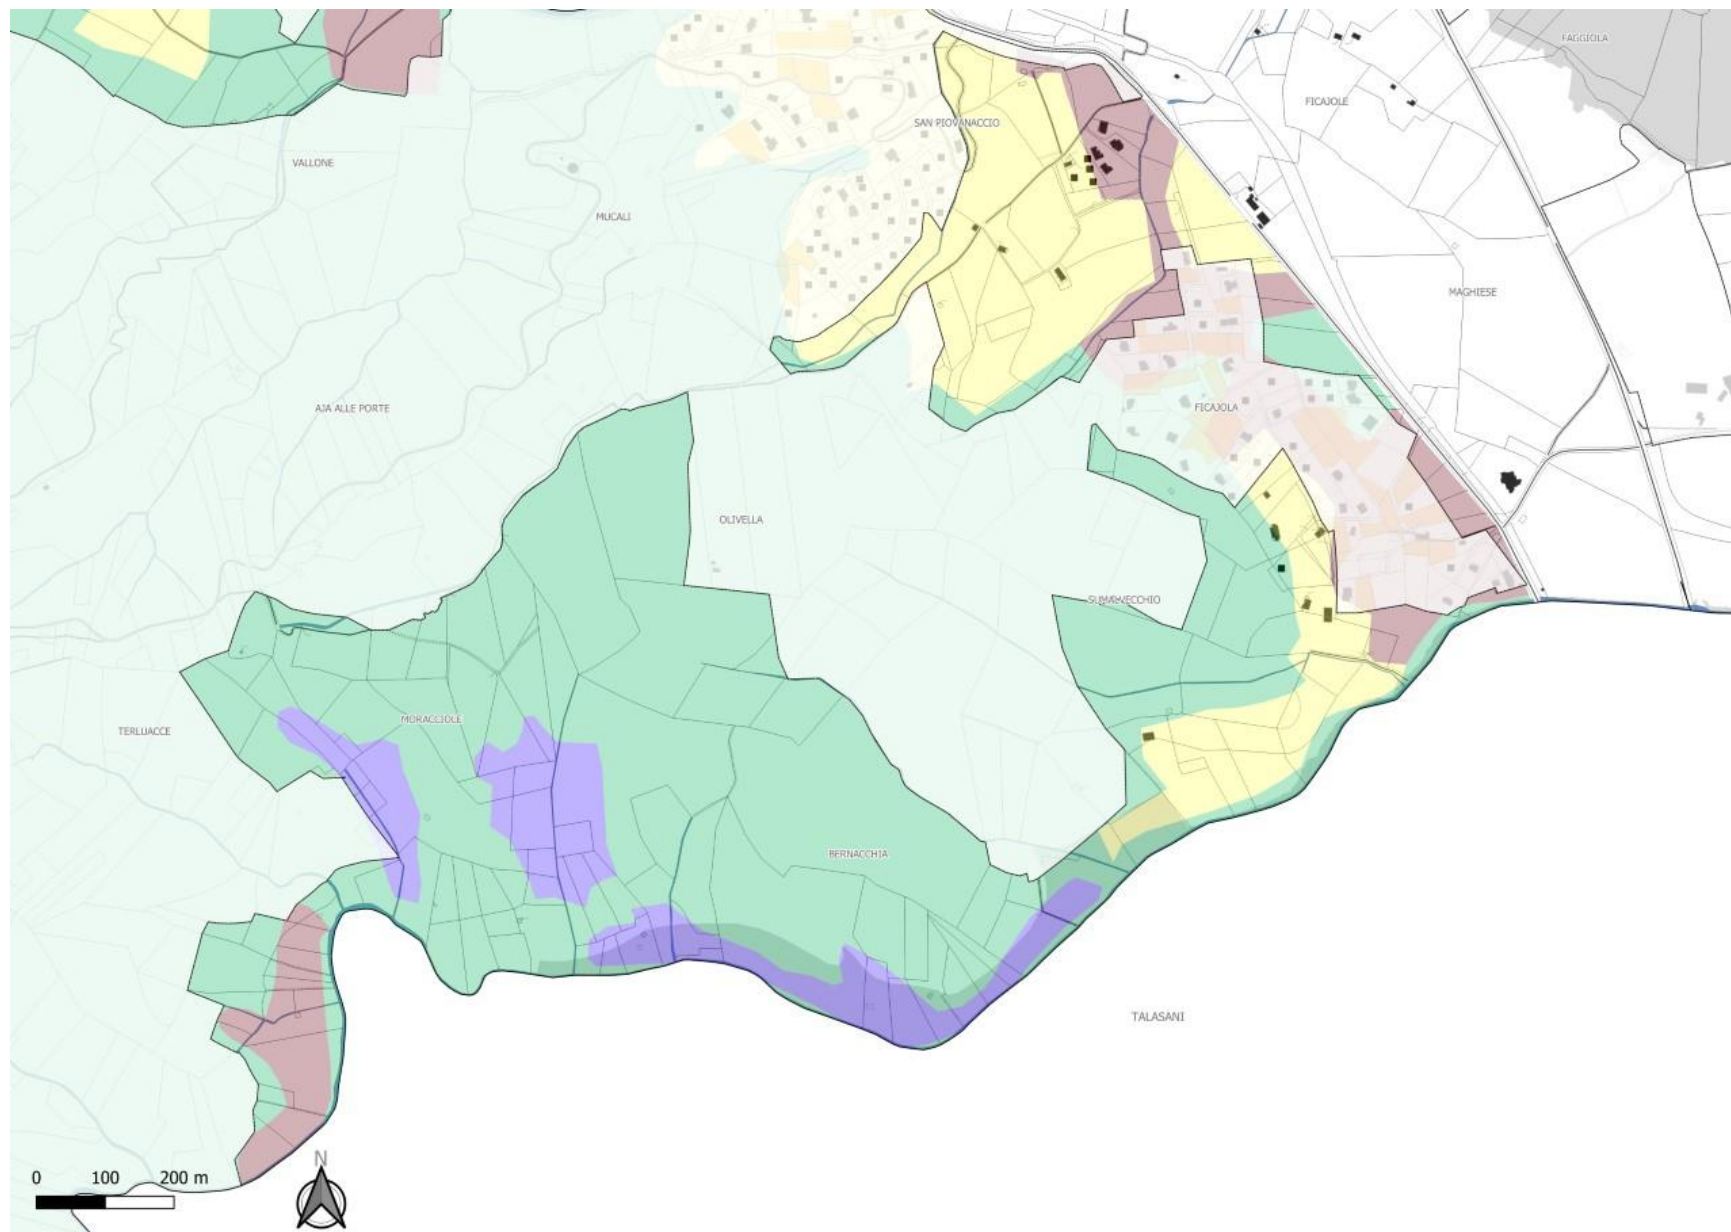 FAGGIOLA
FICAJOLE
SAN PIOVANACCIO
VALLONE
MUCALI
MAGHIESE
AJA ALLE PORTE
FICAJOLA
OLIVELLA
SUMALVECCHIO
MORACCIOLE
TERLUACCE
BERNACCHIA
TALASANI
N
0 100 200 m